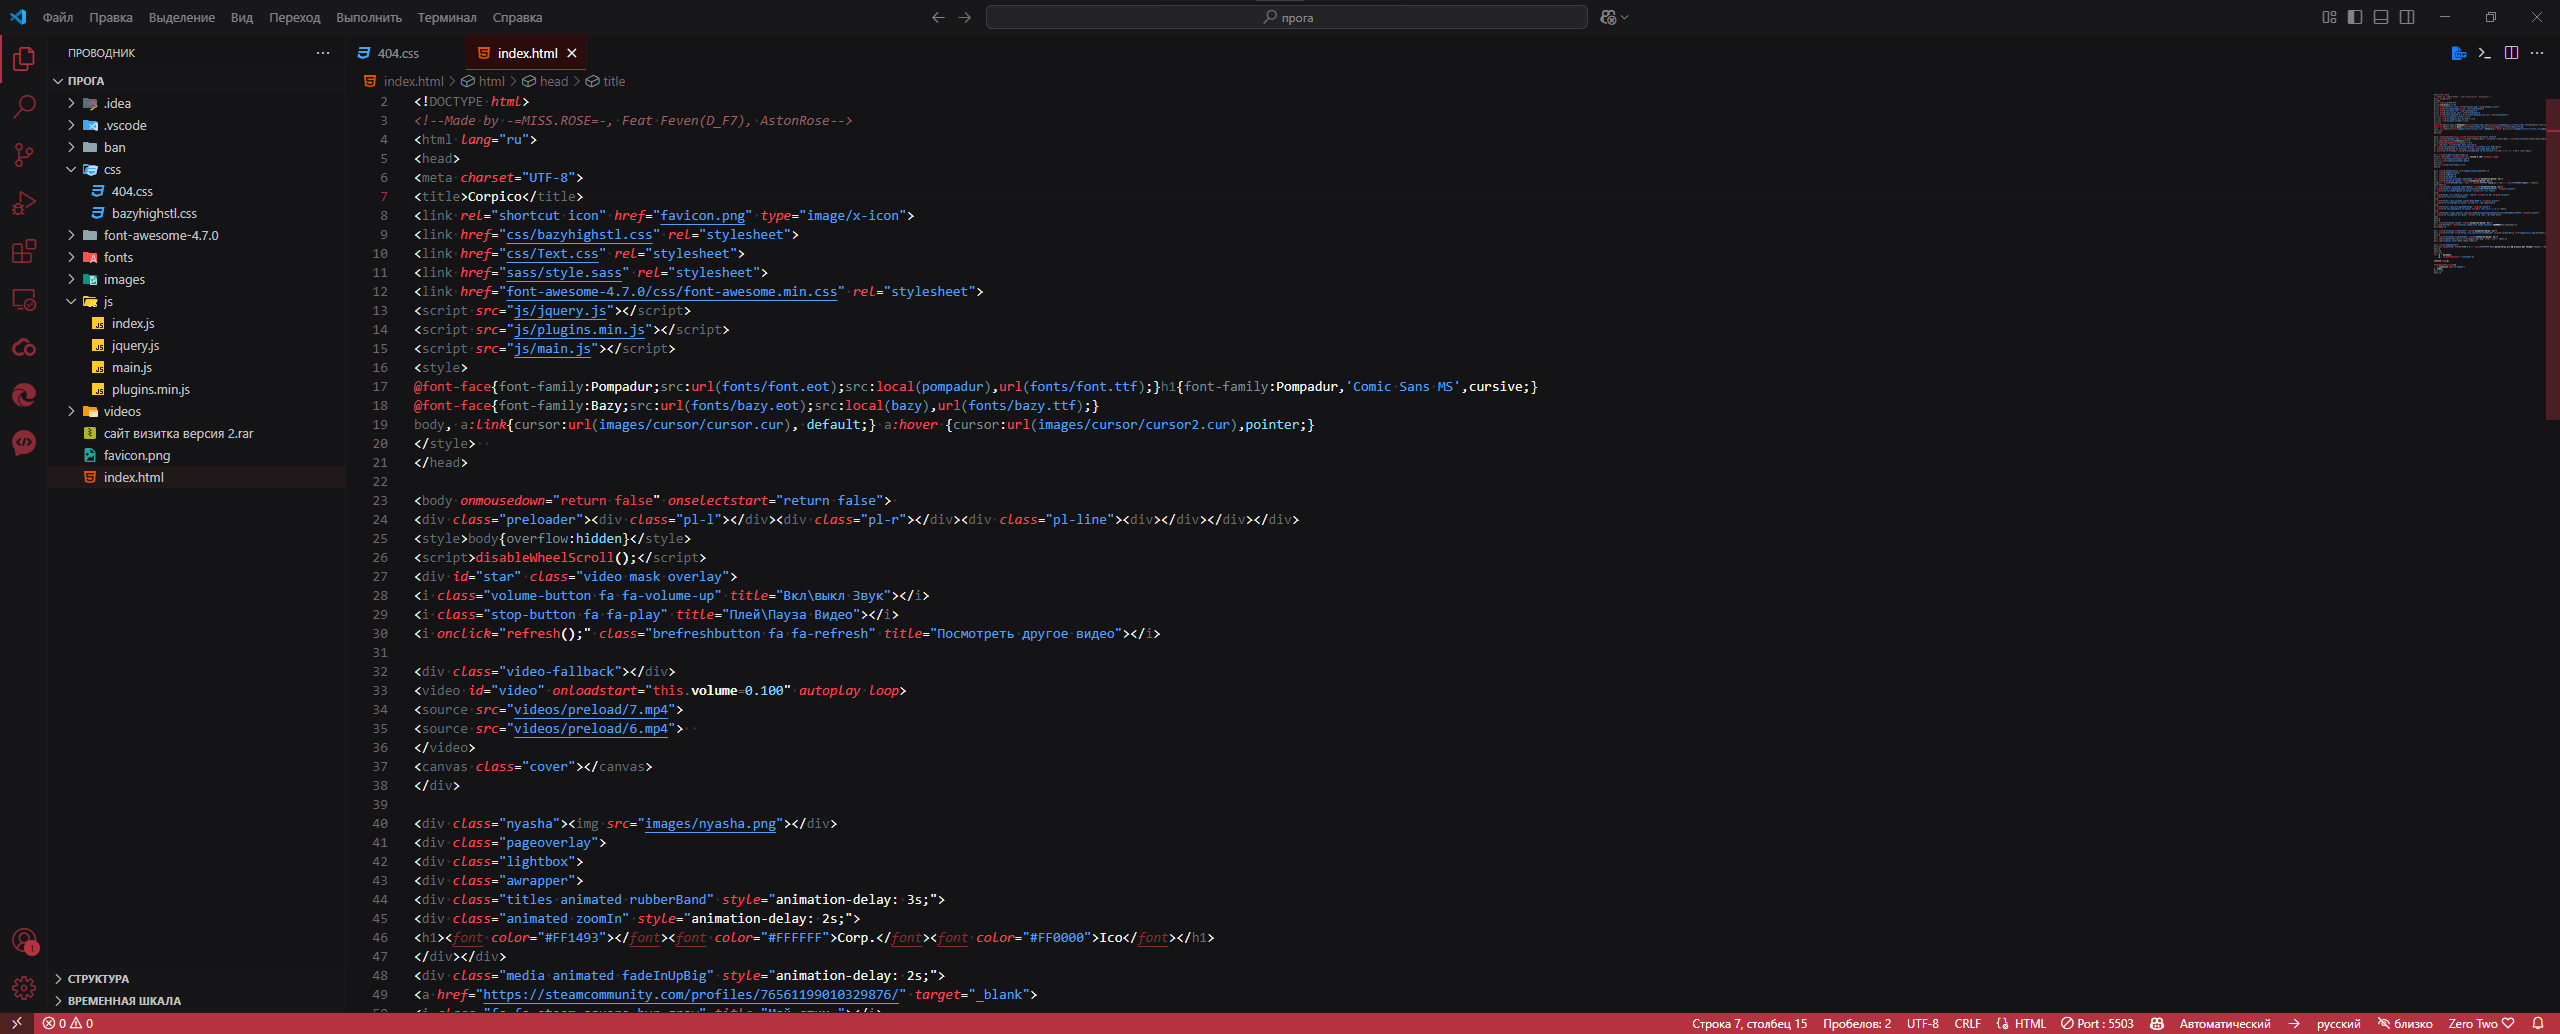 Файл Правка Выделение Вид Переход Выполнить Терминал Справка
прога
ПРОВОДНИК
ПРОГА
.idea
.vscode
ban
css
404.css
bazyhighstl.css
font-awesome-4.7.0
fonts
images
js
index.js
jquery.js
main.js
plugins.min.js
videos
сайт визитка версия 2.rar
favicon.png
index.html
СТРУКТУРА
ВРЕМЕННАЯ ШКАЛА
404.css index.html
index.html > html > head > title
2 <!DOCTYPE html>
3 <!--Made by -=MISS.ROSE=-, Feat Feven(D_F7), AstonRose-->
4 <html lang="ru">
5 <head>
6 <meta charset="UTF-8">
7 <title>Corpico</title>
8 <link rel="shortcut icon" href="favicon.png" type="image/x-icon">
9 <link href="css/bazyhighstl.css" rel="stylesheet">
10 <link href="css/Text.css" rel="stylesheet">
11 <link href="sass/style.sass" rel="stylesheet">
12 <link href="font-awesome-4.7.0/css/font-awesome.min.css" rel="stylesheet">
13 <script src="js/jquery.js"></script>
14 <script src="js/plugins.min.js"></script>
15 <script src="js/main.js"></script>
16 <style>
17 @font-face{font-family:Pompadur;src:url(fonts/font.eot);src:local(pompadur),url(fonts/font.ttf);}h1{font-family:Pompadur,'Comic Sans MS',cursive;}
18 @font-face{font-family:Bazy;src:url(fonts/bazy.eot);src:local(bazy),url(fonts/bazy.ttf);}
19 body, a:link{cursor:url(images/cursor/cursor.cur), default;} a:hover {cursor:url(images/cursor/cursor2.cur),pointer;}
20 </style>
21 </head>
22
23 <body onmousedown="return false" onselectstart="return false">
24 <div class="preloader"><div class="pl-l"></div><div class="pl-r"></div><div class="pl-line"><div></div></div></div>
25 <style>body{overflow:hidden}</style>
26 <script>disableWheelScroll();</script>
27 <div id="star" class="video mask overlay">
28 <i class="volume-button fa fa-volume-up" title="Вкл\выкл Звук"></i>
29 <i class="stop-button fa fa-play" title="Плей\Пауза Видео"></i>
30 <i onclick="refresh();" class="brefreshbutton fa fa-refresh" title="Посмотреть другое видео"></i>
31
32 <div class="video-fallback"></div>
33 <video id="video" onloadstart="this.volume=0.100" autoplay loop>
34 <source src="videos/preload/7.mp4">
35 <source src="videos/preload/6.mp4">
36 </video>
37 <canvas class="cover"></canvas>
38 </div>
39
40 <div class="nyasha"><img src="images/nyasha.png"></div>
41 <div class="pageoverlay">
42 <div class="lightbox">
43 <div class="awrapper">
44 <div class="titles animated rubberBand" style="animation-delay: 3s;">
45 <div class="animated zoomIn" style="animation-delay: 2s;">
46 <h1><font color="#FF1493"></font><font color="#FFFFFF">Corp.</font><font color="#FF0000">Ico</font></h1>
47 </div></div>
48 <div class="media animated fadeInUpBig" style="animation-delay: 2s;">
49 <a href="https://steamcommunity.com/profiles/76561199010329876/" target="_blank">
1
0 0 Строка 7, столбец 15 Пробелов: 2 UTF-8 CRLF HTML Port : 5503 Автоматический русский близко Zero Two